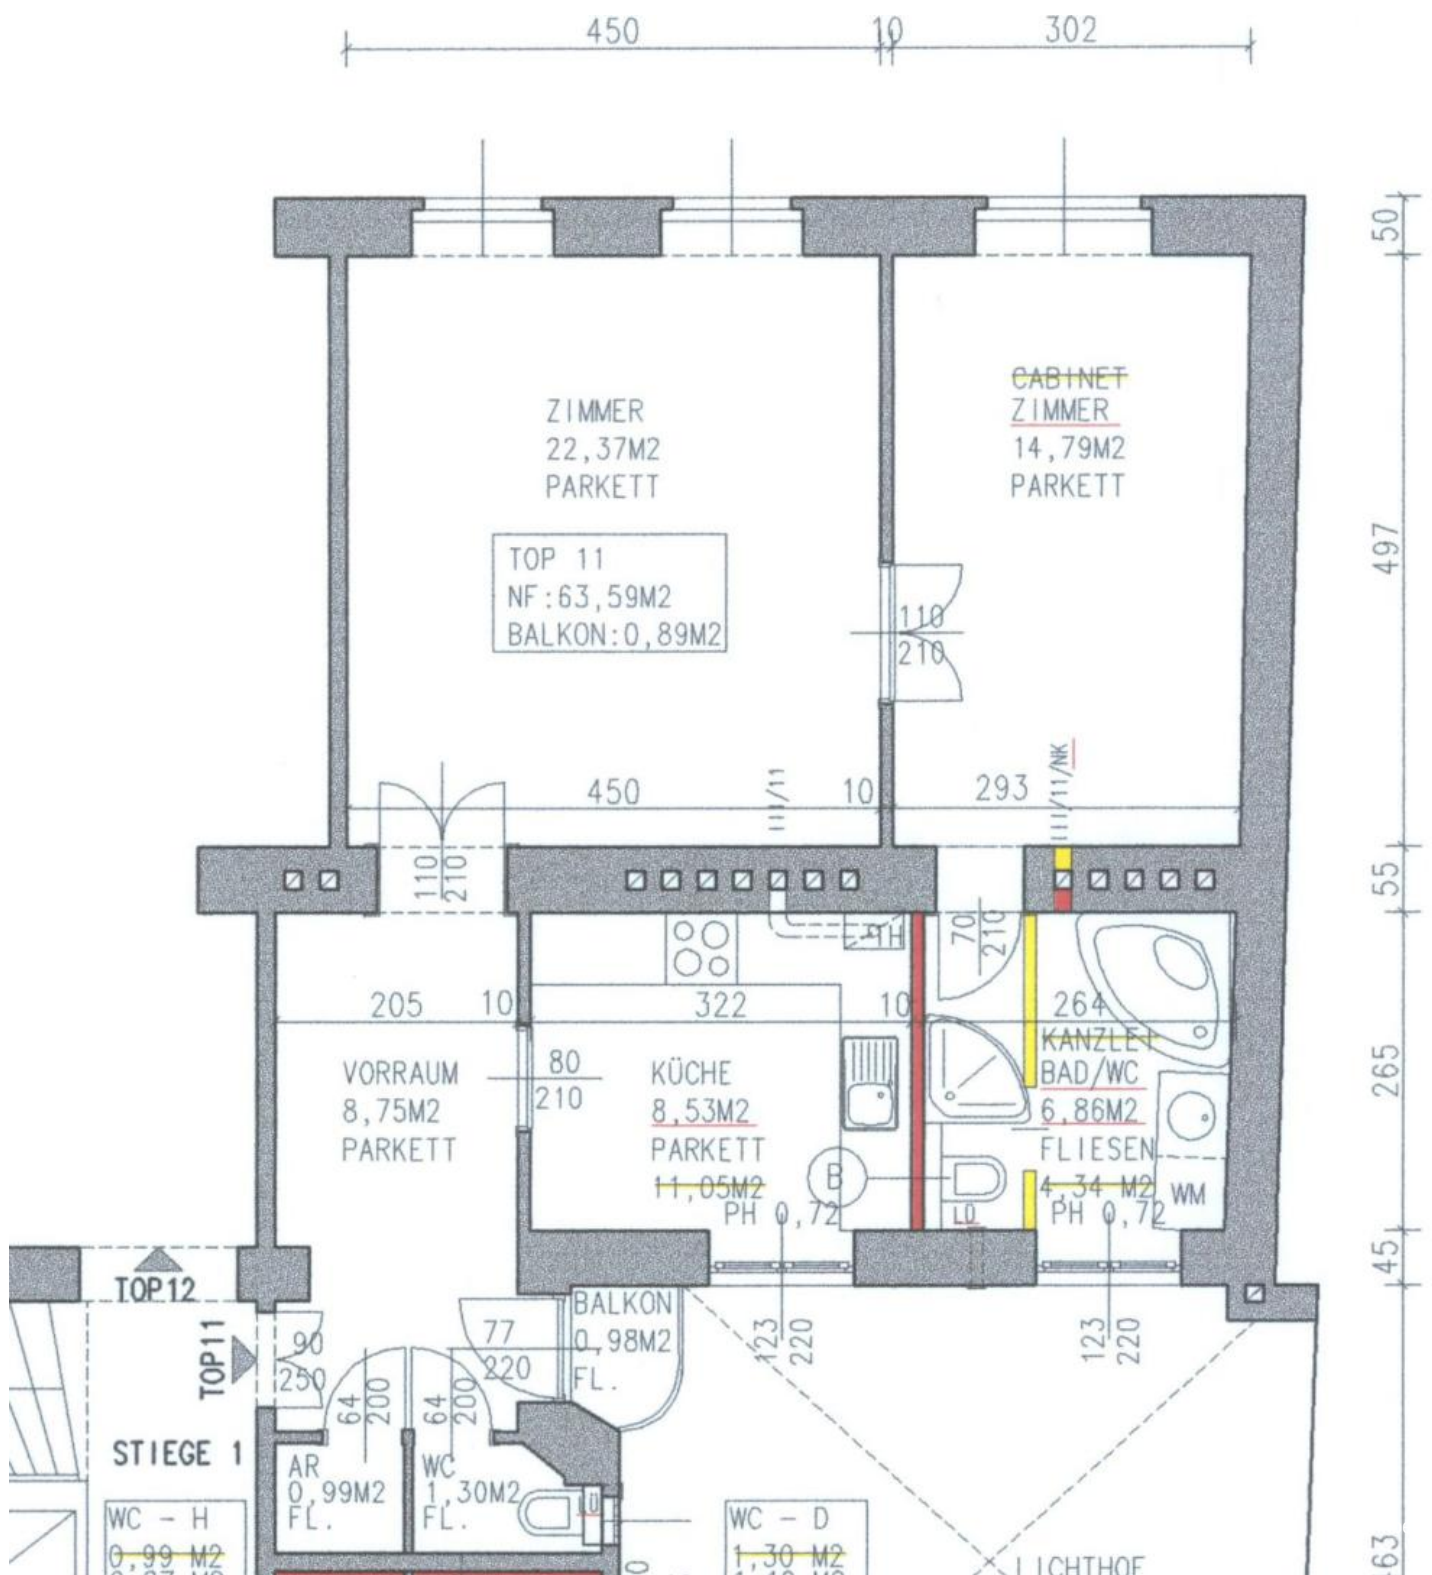 450
10
302
50
CABINET
ZIMMER
14,79M2
PARKETT
ZIMMER
22,37M2
PARKETT
TOP 11
NF:63,59M2
BALKON:0,89M2
497
110
210
450
10
III/11
293
III/11/NK
110
210
55
TH
70
210
205
10
322
10
264
265
VORRAUM
8,75M2
PARKETT
80
210
KÜCHE
8,53M2
PARKETT
11,05M2
PH 0,72
B
KANZLEI
BAD/WC
6,86M2
FLIESEN
4,34 M2
PH 0,72
WM
LÜ
45
TOP12
TOP11
90
250
77
220
BALKON
0,98M2
FL.
123
220
123
220
64
200
64
200
STIEGE 1
AR
0,99M2
FL.
WC
1,30M2
FL.
LÜ
WC - H
0,99 M2
WC - D
1,30 M2
LICHTHOF
63